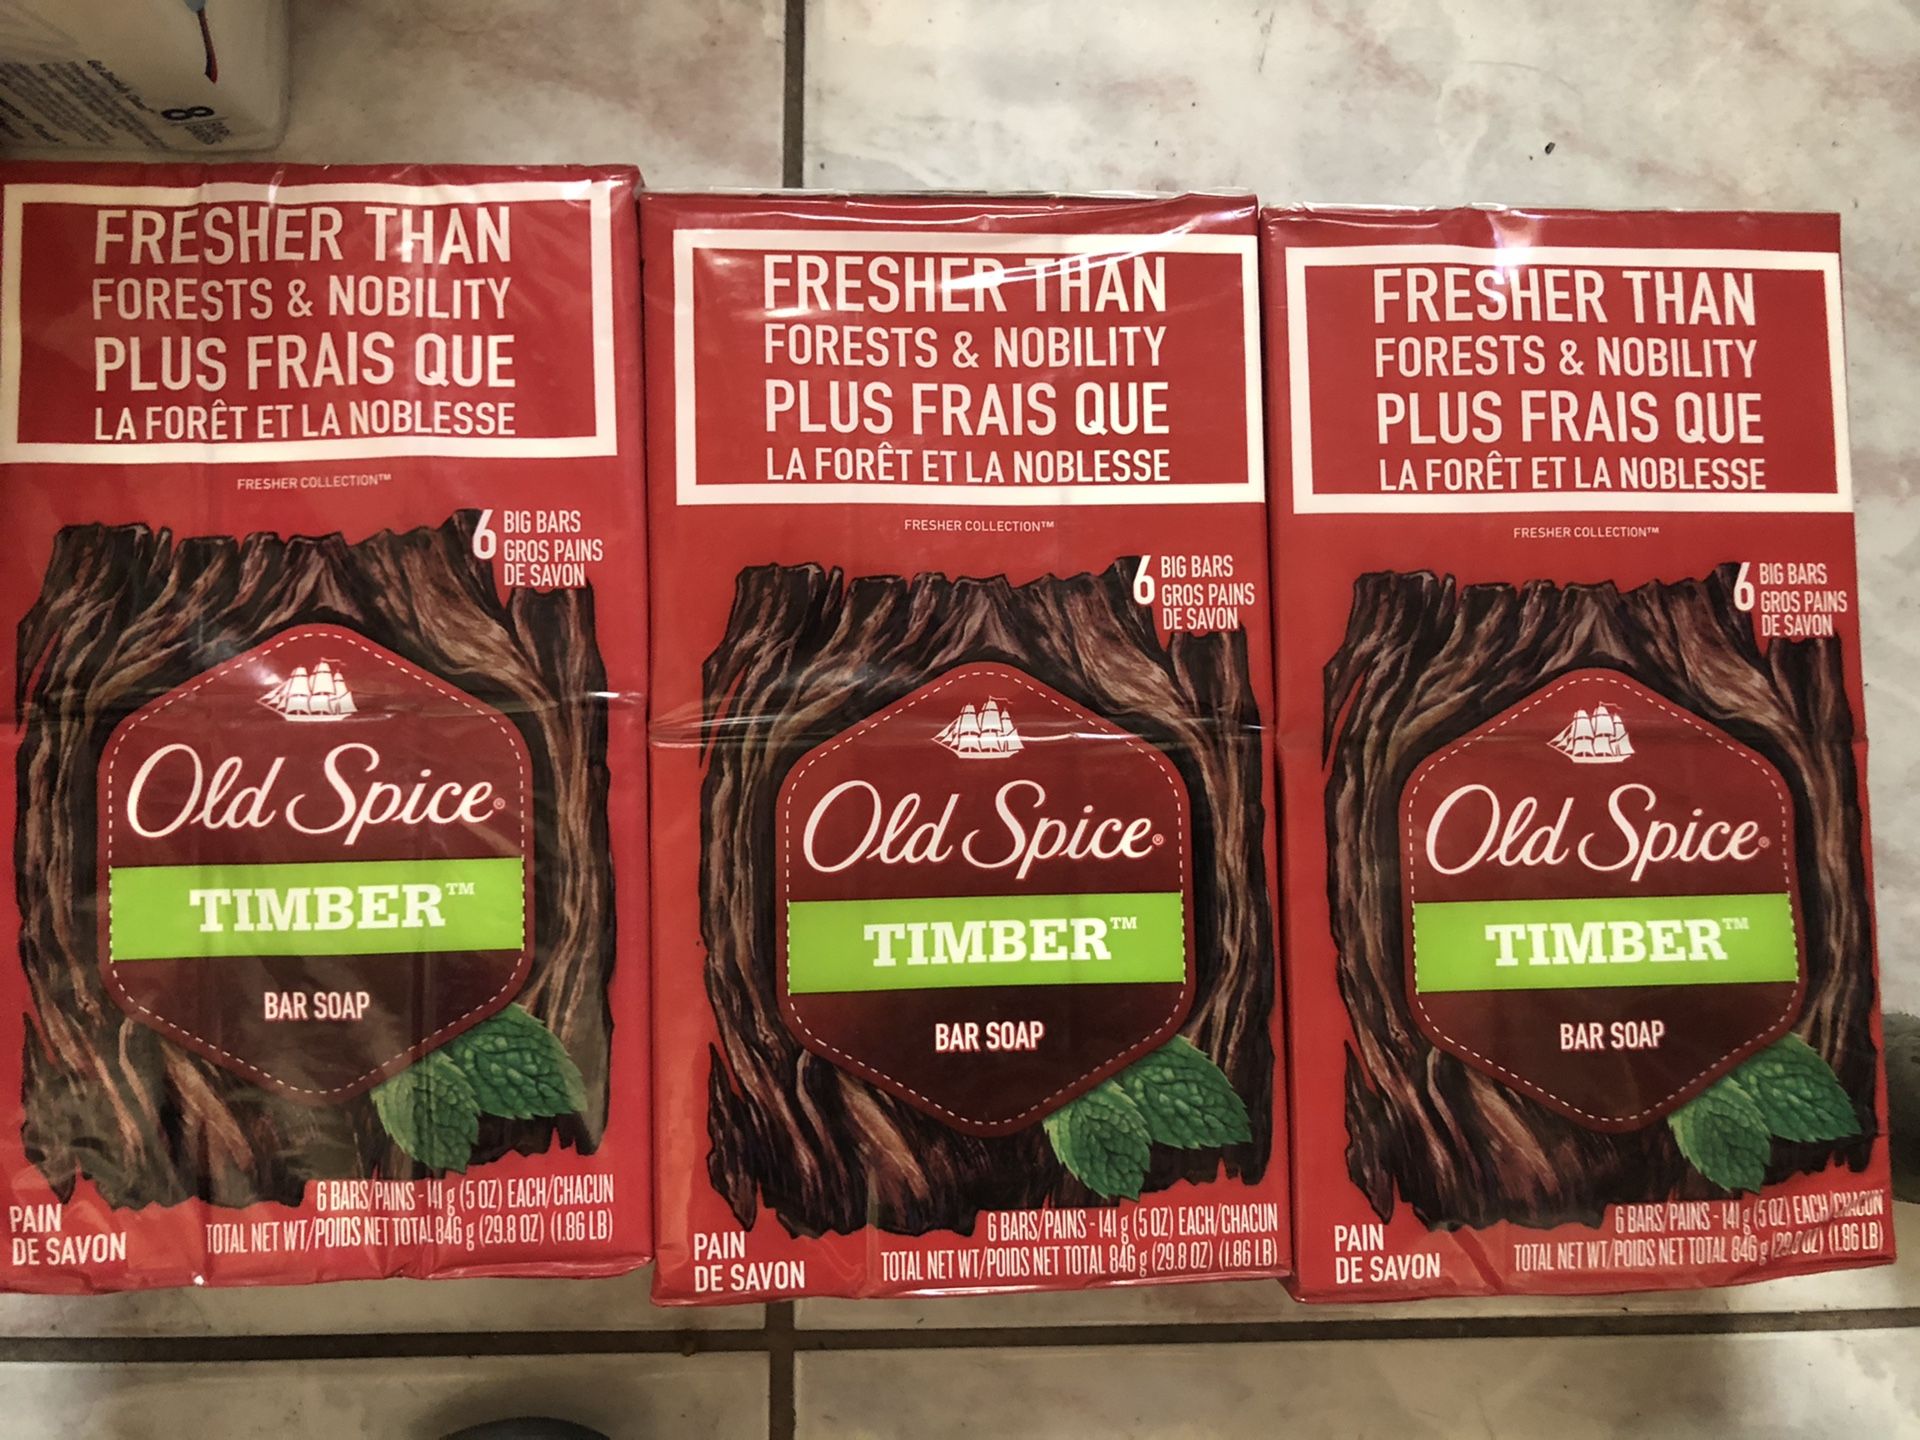 8
FRESHER THAN
FORESTS & NOBILITY
PLUS FRAIS QUE
LA FORÊT ET LA NOBLESSE
FRESHER COLLECTION™
6 BIG BARS
GROS PAINS
DE SAVON
Old Spice®
TIMBER™
BAR SOAP
PAIN
DE SAVON
6 BARS/PAINS - 141 g (5 OZ) EACH/CHACUN
TOTAL NET WT/POIDS NET TOTAL 846 g (29.8 OZ) (1.86 LB)
FRESHER THAN
FORESTS & NOBILITY
PLUS FRAIS QUE
LA FORÊT ET LA NOBLESSE
FRESHER COLLECTION™
6 BIG BARS
GROS PAINS
DE SAVON
Old Spice®
TIMBER™
BAR SOAP
PAIN
DE SAVON
6 BARS/PAINS - 141 g (5 OZ) EACH/CHACUN
TOTAL NET WT/POIDS NET TOTAL 846 g (29.8 OZ) (1.86 LB)
FRESHER THAN
FORESTS & NOBILITY
PLUS FRAIS QUE
LA FORÊT ET LA NOBLESSE
FRESHER COLLECTION™
6 BIG BARS
GROS PAINS
DE SAVON
Old Spice®
TIMBER™
BAR SOAP
PAIN
DE SAVON
6 BARS/PAINS - 141 g (5 OZ) EACH/CHACUN
TOTAL NET WT/POIDS NET TOTAL 846 g (29.8 OZ) (1.86 LB)